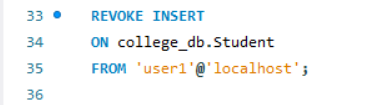 33 REVOKE INSERT
34 ON college_db.Student
35 FROM 'user1'@'localhost';
36